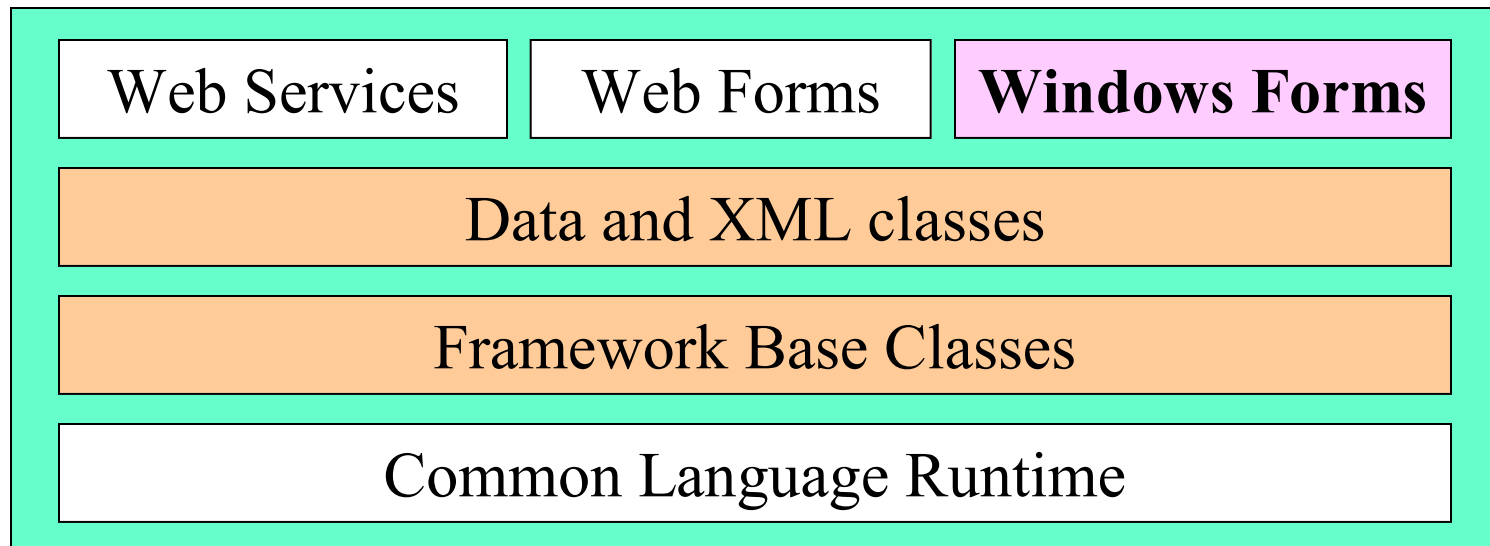 Web Services Web Forms Windows Forms
Data and XML classes
Framework Base Classes
Common Language Runtime